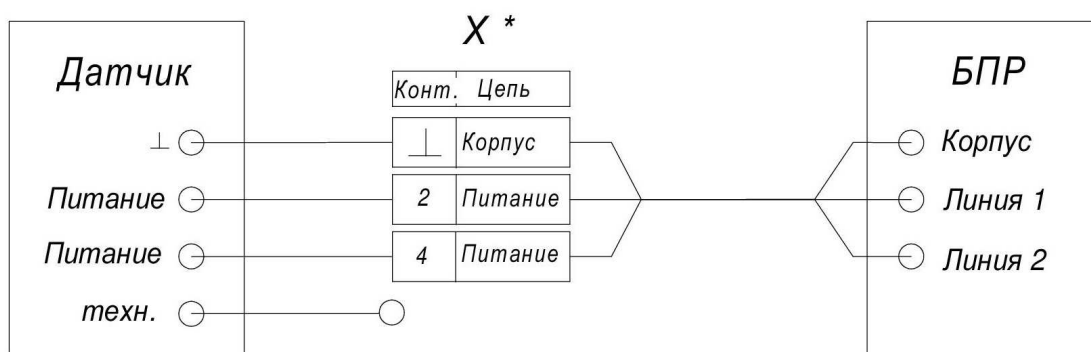 X *
Датчик
БПР
Конт. Цепь
⊥
⊥ Корпус
Корпус
Питание
2 Питание
Линия 1
Питание
4 Питание
Линия 2
техн.